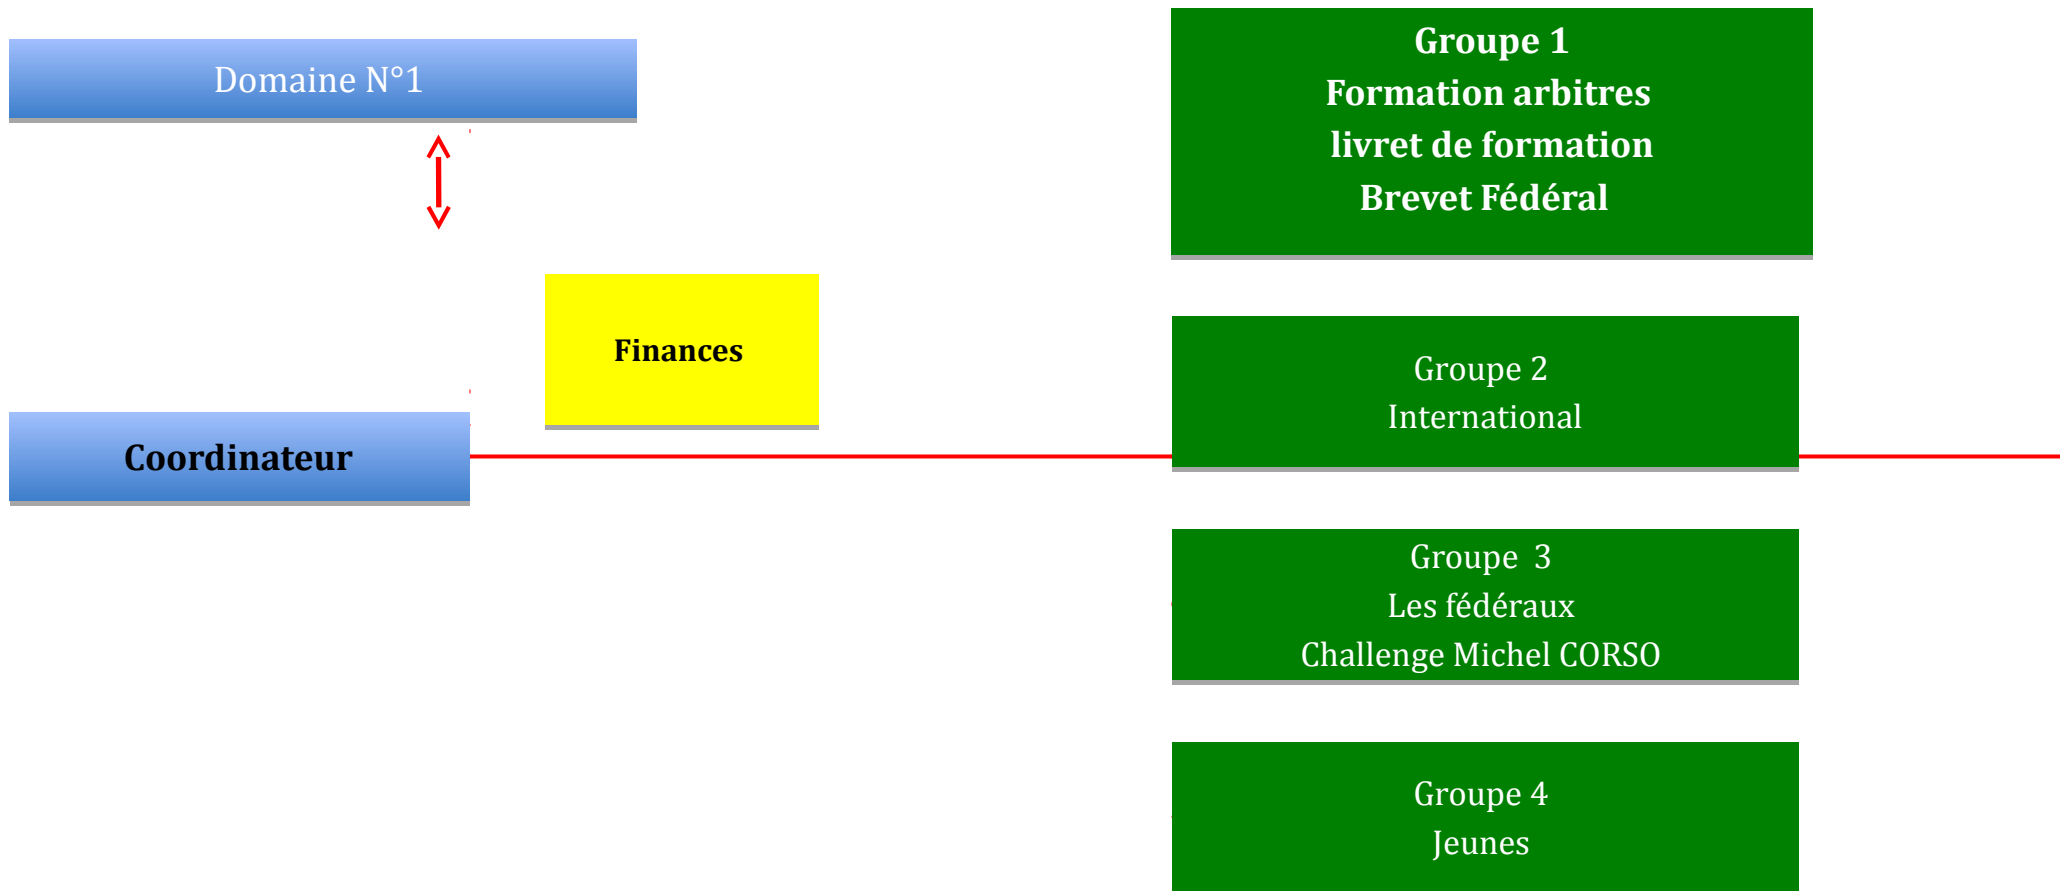 Domaine N°1
Coordinateur
Finances
Groupe 1
Formation arbitres
livret de formation
Brevet Fédéral
Groupe 2
International
Groupe 3
Les fédéraux
Challenge Michel CORSO
Groupe 4
Jeunes